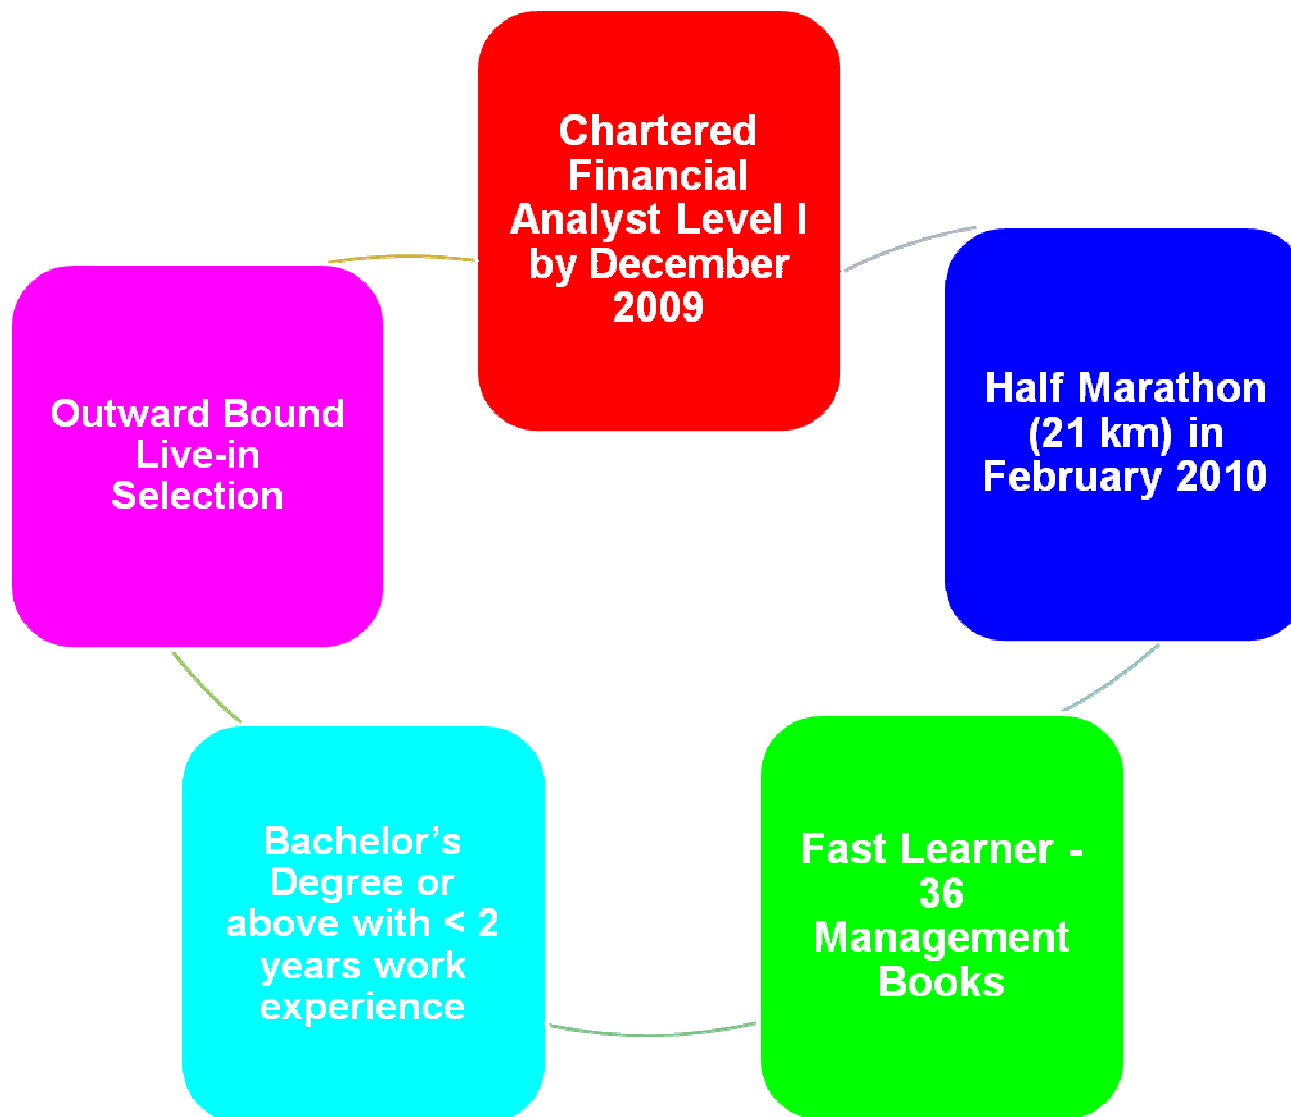 Chartered
Financial
Analyst Level I
by December
2009
Half Marathon
(21 km) in
February 2010
Fast Learner -
36
Management
Books
Bachelor’s
Degree or
above with < 2
years work
experience
Outward Bound
Live-in
Selection